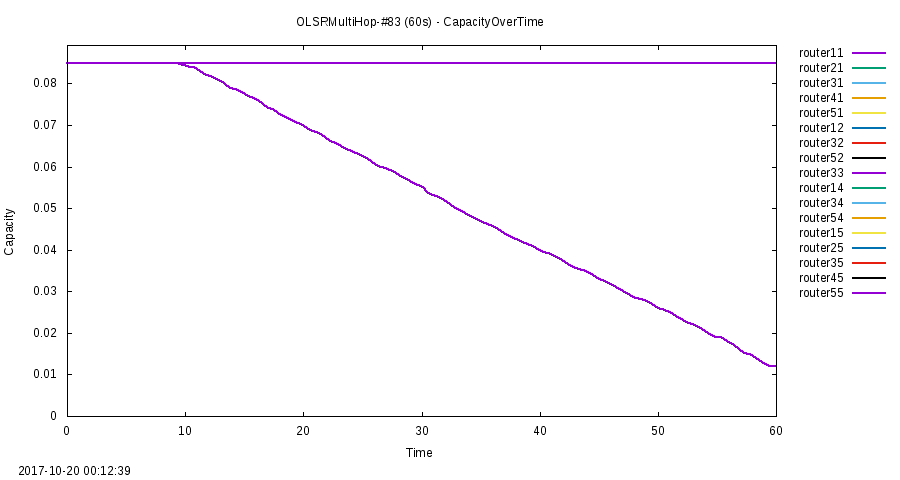 OLSRMultiHop-#83 (60s) - CapacityOverTime
router11
router21
router31
router41
router51
router12
router32
router52
router33
router14
router34
router54
router15
router25
router35
router45
router55
Capacity
0.08
0.07
0.06
0.05
0.04
0.03
0.02
0.01
0
0 10 20 30 40 50 60
Time
2017-10-20 00:12:39